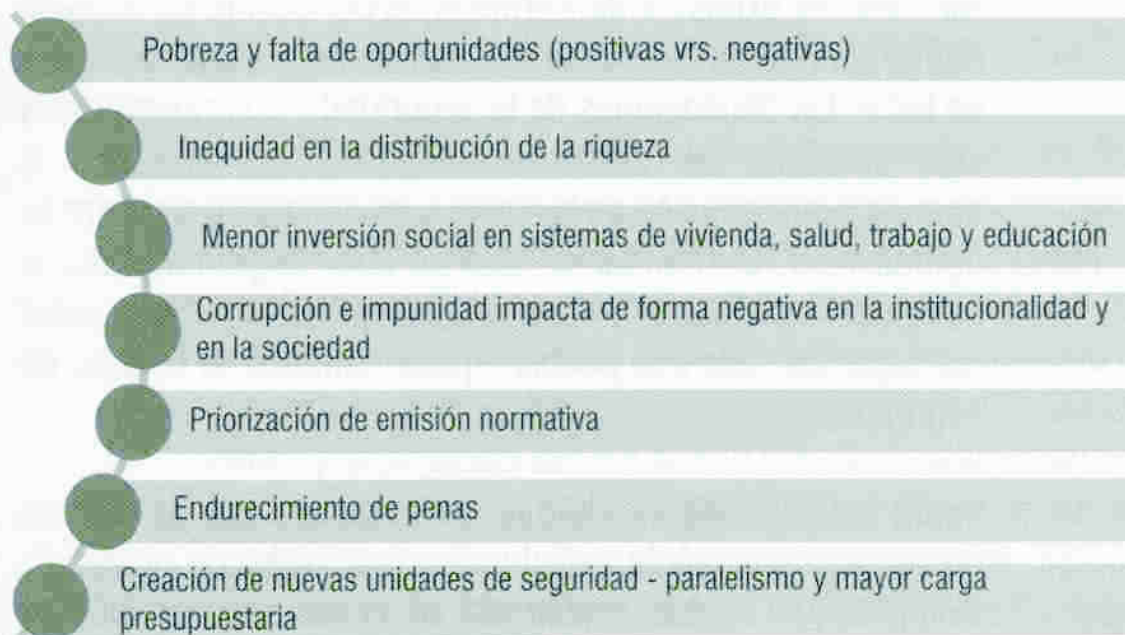 Pobreza y falta de oportunidades (positivas vrs. negativas)
Inequidad en la distribución de la riqueza
Menor inversión social en sistemas de vivienda, salud, trabajo y educación
Corrupción e impunidad impacta de forma negativa en la institucionalidad y
en la sociedad
Priorización de emisión normativa
Endurecimiento de penas
Creación de nuevas unidades de seguridad - paralelismo y mayor carga
presupuestaria